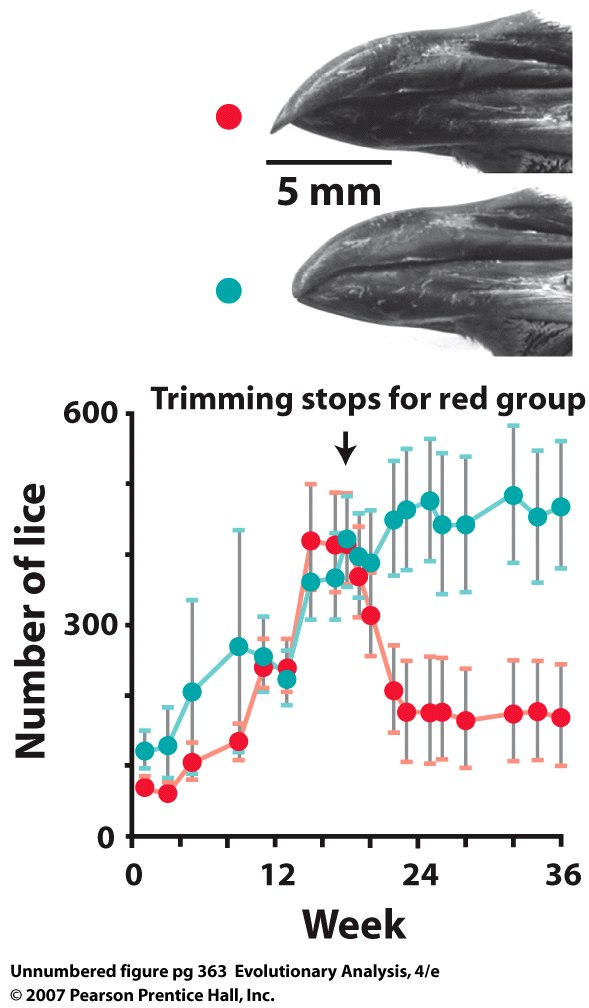 5 mm
Trimming stops for red group
600
300
0
Number of lice
0 12 24 36
Week
Unnumbered figure pg 363 Evolutionary Analysis, 4/e
© 2007 Pearson Prentice Hall, Inc.